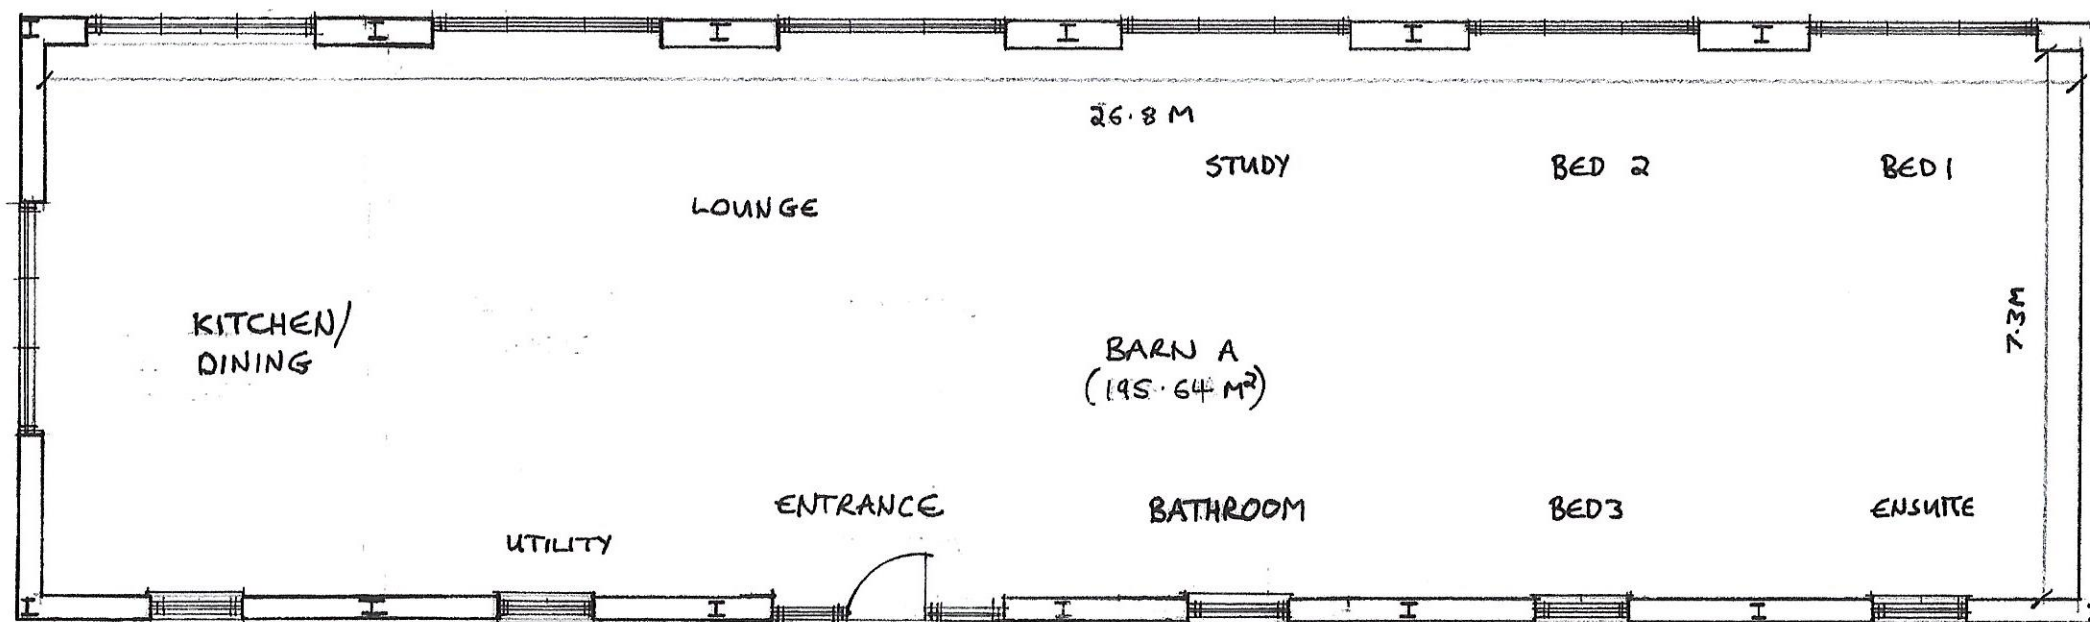 26.8 M
STUDY
BED 2
BED 1
LOUNGE
KITCHEN/
DINING
BARN A
(195.64 M²)
7.3M
ENTRANCE
BATHROOM
BED3
ENSUITE
UTILITY